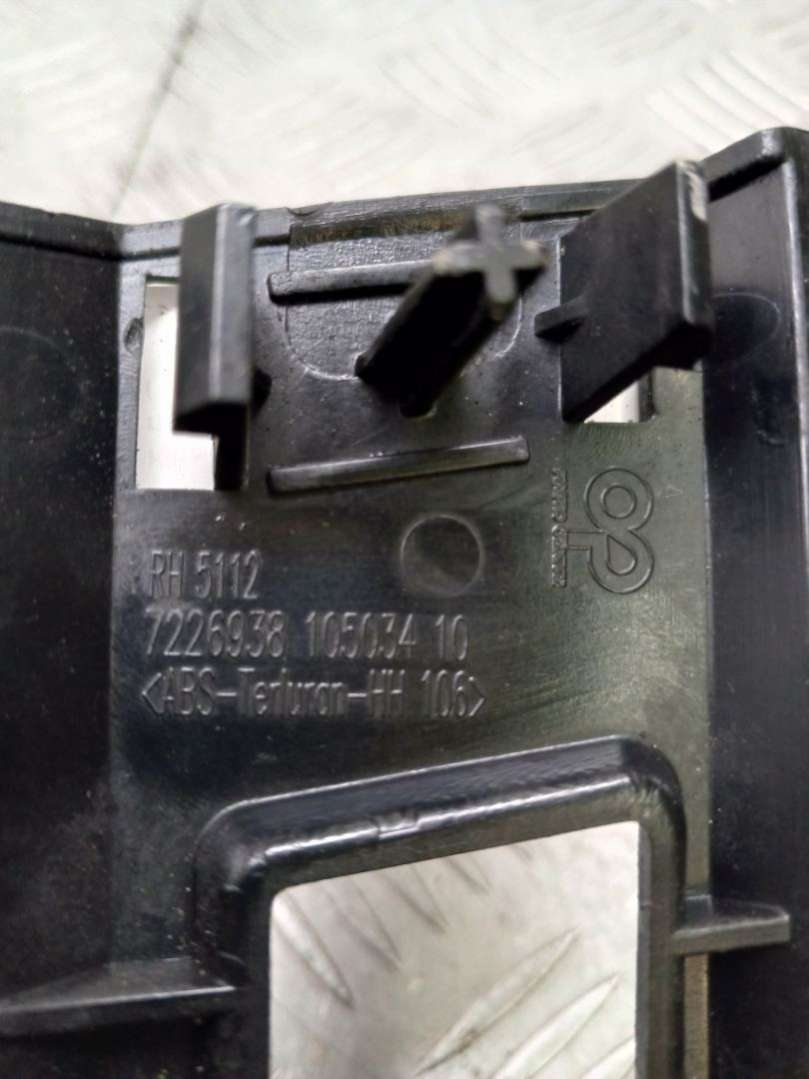 RH 5112
7226938 105034 10
<ABS-Terluran-HH 106>